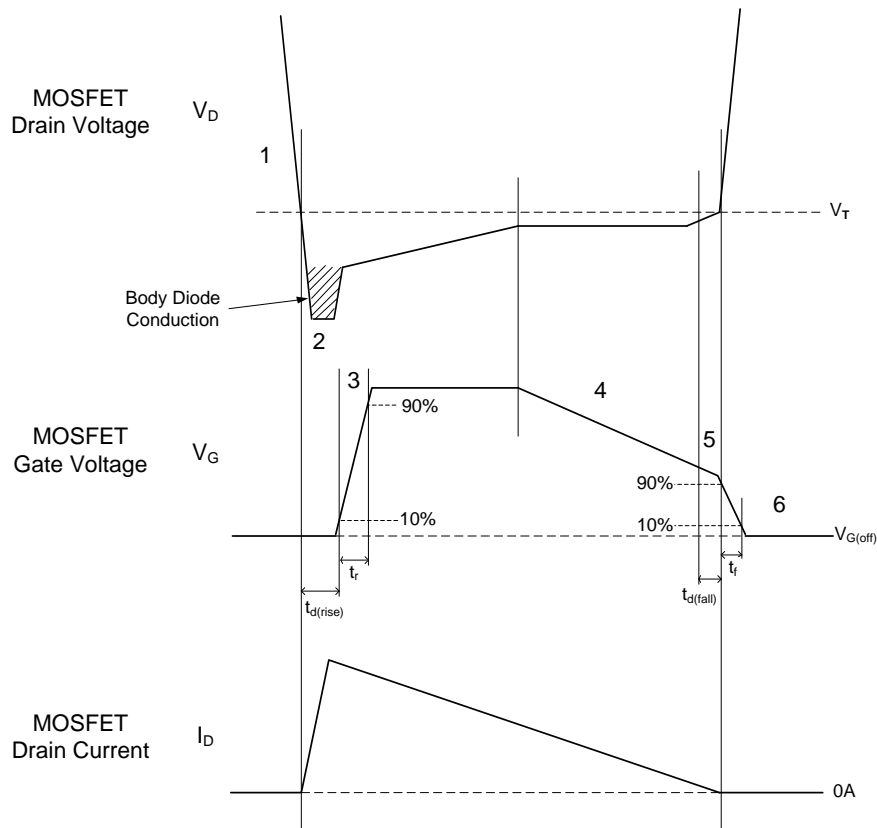 MOSFET
Drain Voltage
V_D
1
V_T
Body Diode
Conduction
2
3
4
90%
MOSFET
Gate Voltage
V_G
5
90%
6
10%
10%
V_G(off)
t_r
t_f
t_d(rise)
t_d(fall)
MOSFET
Drain Current
I_D
0A